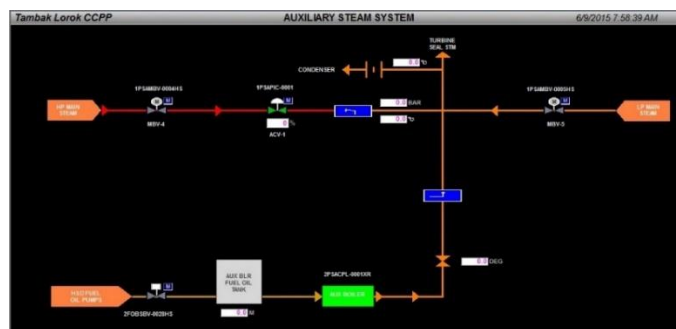 Tambak Lorok CCPP
AUXILIARY STEAM SYSTEM
6/9/2015 7:58:39 AM
TURBINE
SEAL STM
CONDENSER
0.0 °C
1PSAMBV-0004HS
1PSAPIC-0001
1PSAMBV-0005HS
M
M
M
HP MAIN
STEAM
0.0 BAR
LP MAIN
STEAM
MBV-4
0 %
0.0 °C
MBV-5
ACV-1
AUX BLR
FUEL OIL
TANK
2PSACPL-0001XR
0.0 DEG
M
HSD FUEL
OIL PUMPS
AUX BOILER
2FOBSBV-0028HS
0.0